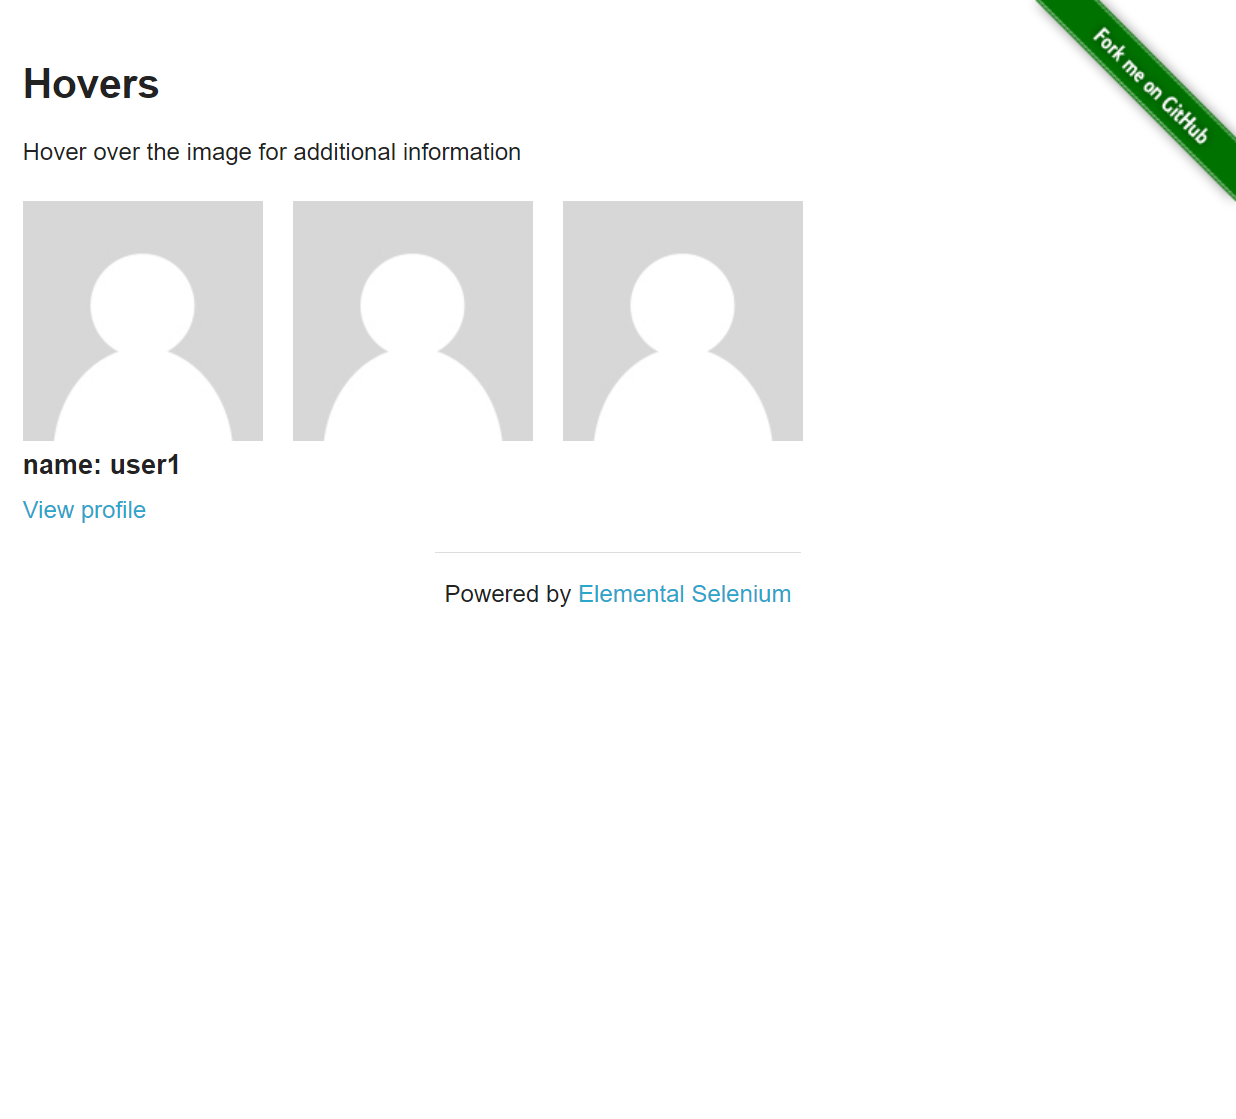 Fork me on GitHub
Hovers
Hover over the image for additional information
name: user1
View profile
Powered by Elemental Selenium